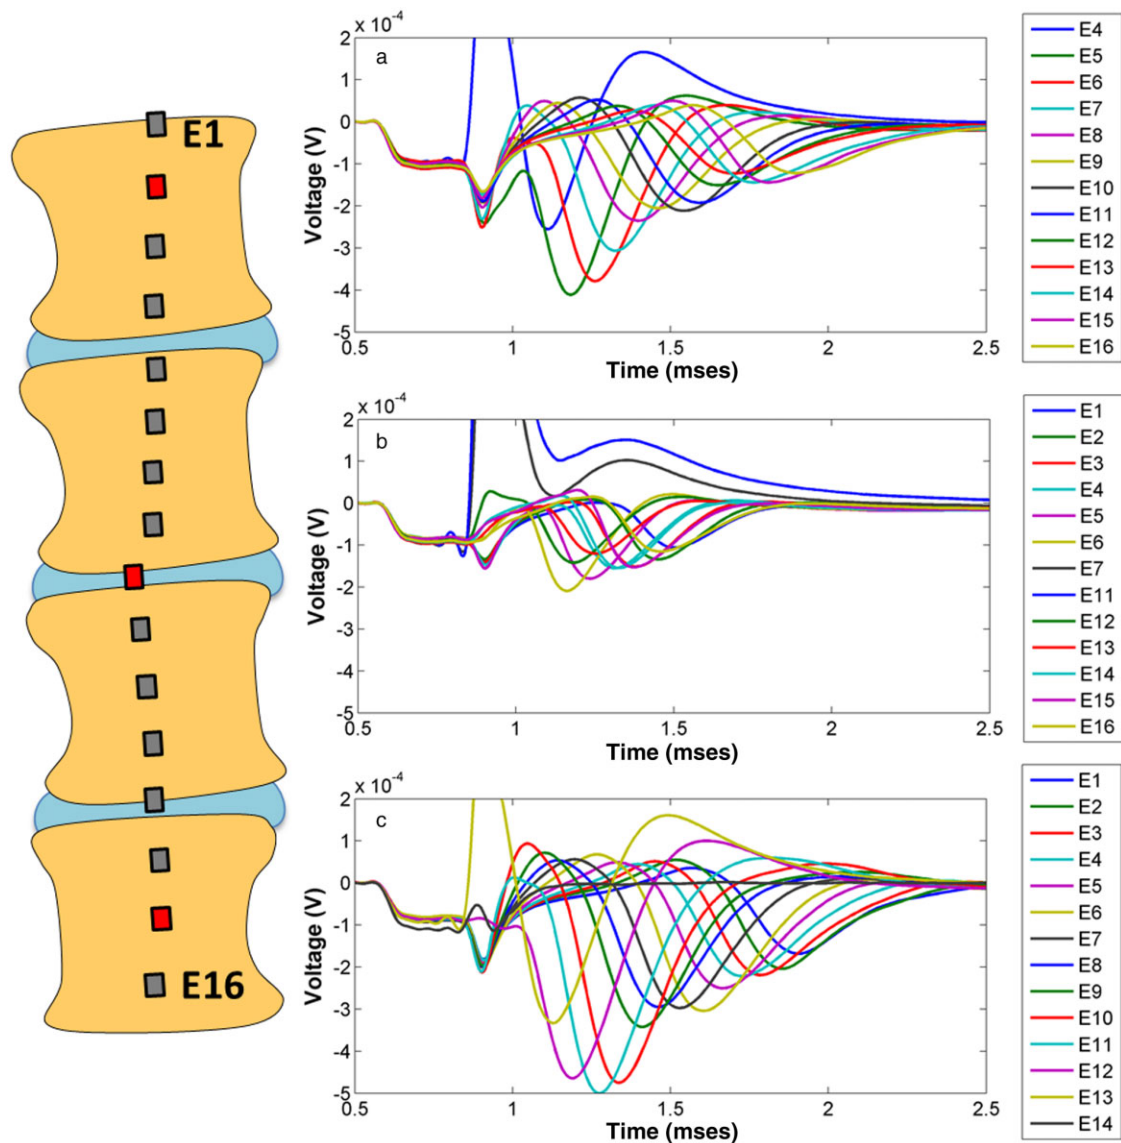 E1
E16
x 10⁻⁴
a
2
1
0
-1
-2
-3
-4
-5
Voltage (V)
0.5 1 1.5 2 2.5
Time (mses)
E4
E5
E6
E7
E8
E9
E10
E11
E12
E13
E14
E15
E16
x 10⁻⁴
b
2
1
0
-1
-2
-3
-4
-5
Voltage (V)
0.5 1 1.5 2 2.5
Time (mses)
E1
E2
E3
E4
E5
E6
E7
E11
E12
E13
E14
E15
E16
x 10⁻⁴
c
2
1
0
-1
-2
-3
-4
-5
Voltage (V)
0.5 1 1.5 2 2.5
Time (mses)
E1
E2
E3
E4
E5
E6
E7
E8
E9
E10
E11
E12
E13
E14